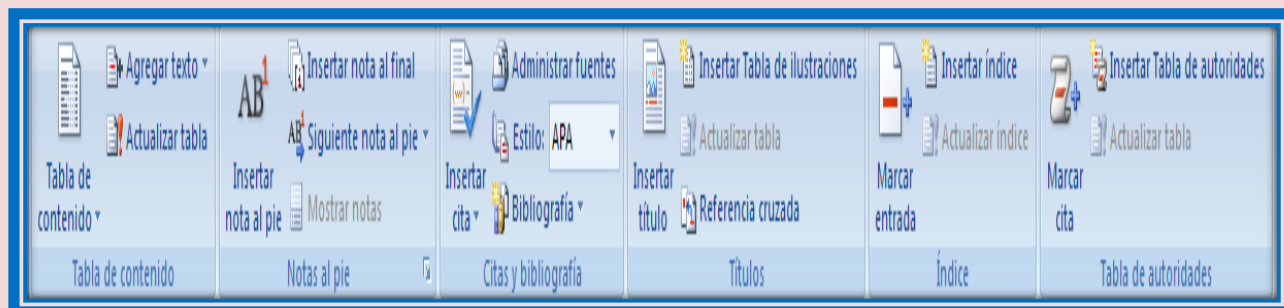 Tabla de
contenido
Agregar texto
Actualizar tabla
Tabla de contenido
AB1
Insertar
nota al pie
Insertar nota al final
AB1 Siguiente nota al pie
Mostrar notas
Notas al pie
Insertar
cita
Administrar fuentes
Estilo: APA
Bibliografía
Citas y bibliografía
Insertar
título
Insertar Tabla de ilustraciones
Actualizar tabla
Referencia cruzada
Títulos
Marcar
entrada
Insertar índice
Actualizar índice
Índice
Marcar
cita
Insertar Tabla de autoridades
Actualizar tabla
Tabla de autoridades